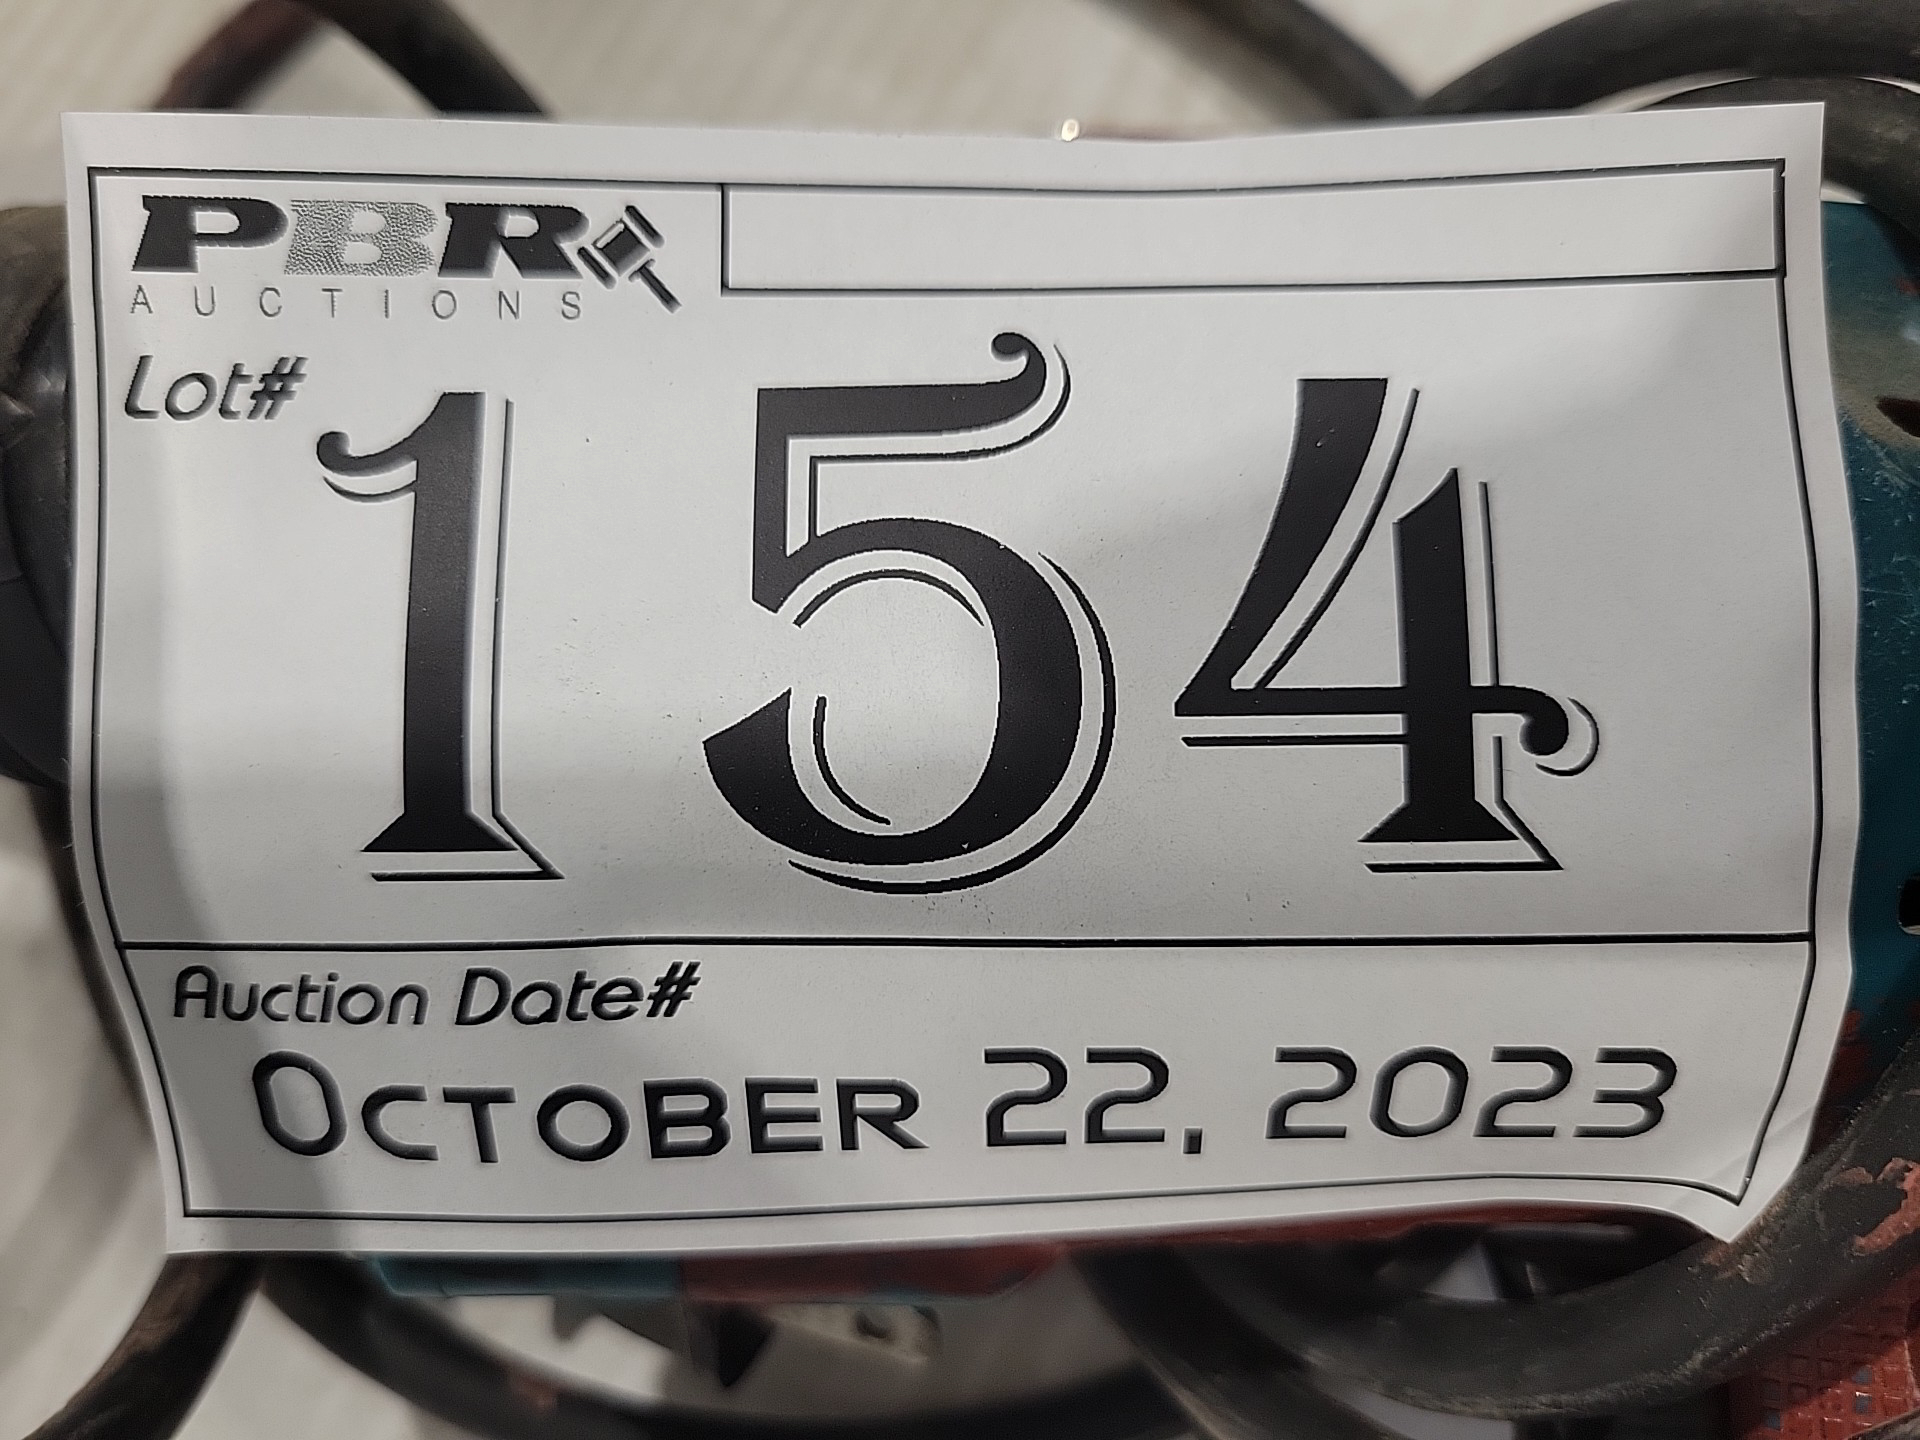 PBR
AUCTIONS
Lot#
154
Auction Date#
October 22, 2023